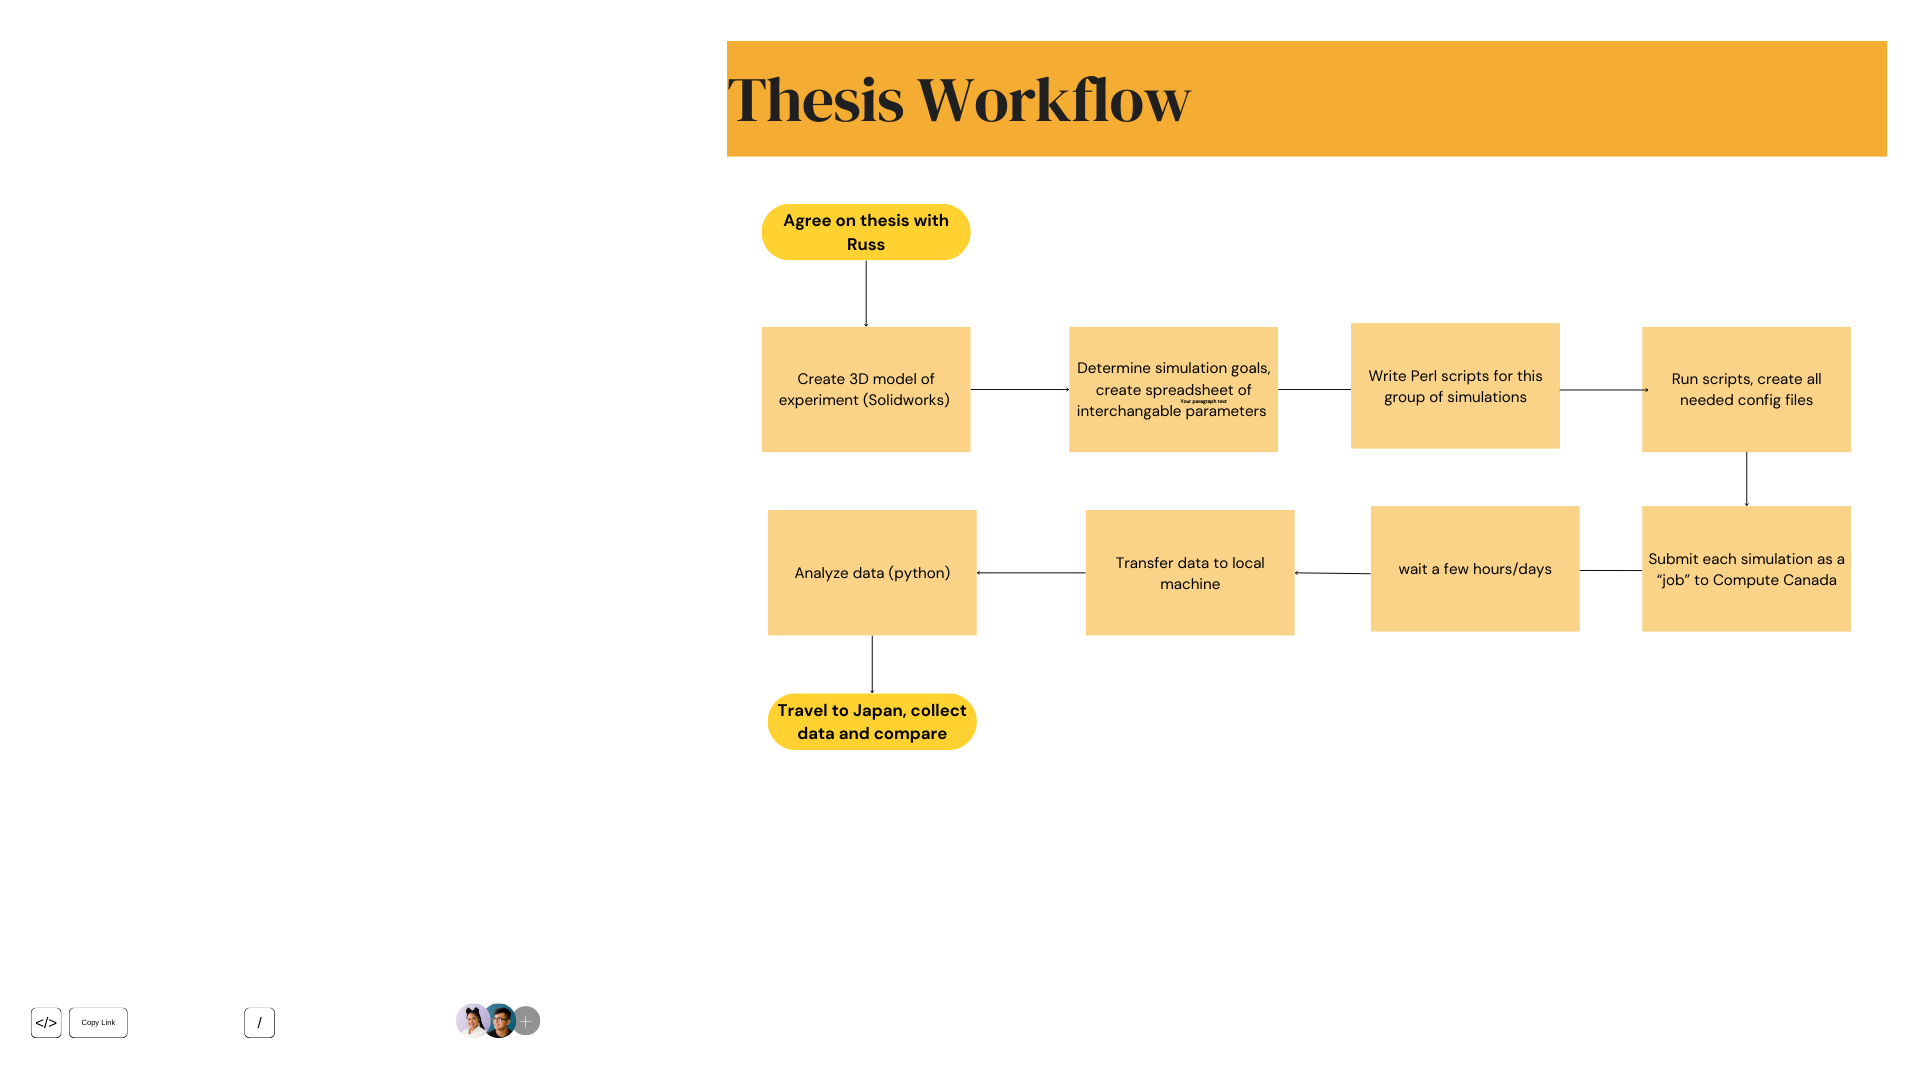 Thesis Workflow
Agree on thesis with
Russ
Create 3D model of
experiment (Solidworks)
Determine simulation goals,
create spreadsheet of
Your paragraph text
interchangable parameters
Write Perl scripts for this
group of simulations
Run scripts, create all
needed config files
Submit each simulation as a
“job” to Compute Canada
wait a few hours/days
Transfer data to local
machine
Analyze data (python)
Travel to Japan, collect
data and compare
</>
Copy Link
/